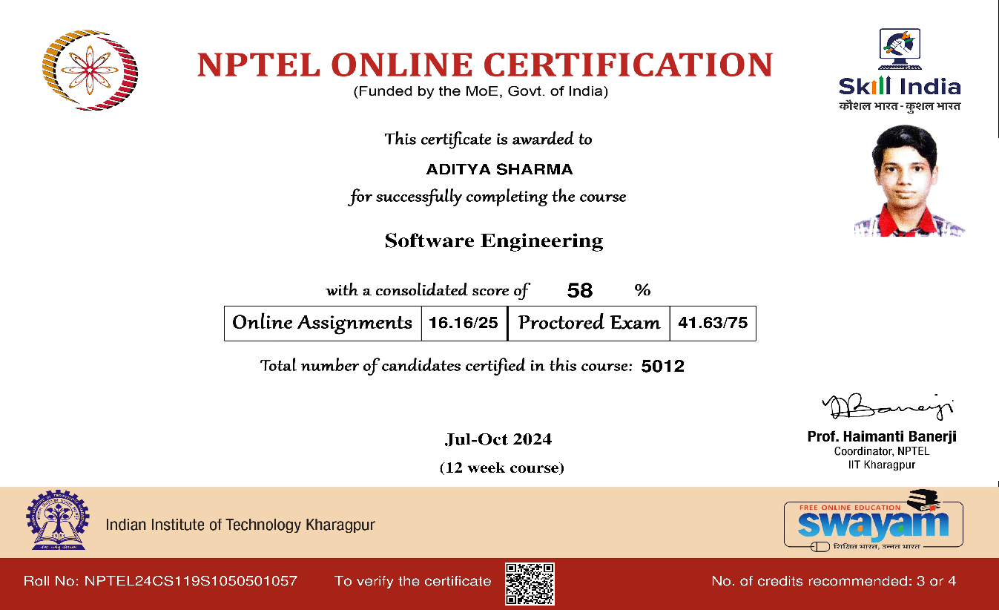 NPTEL ONLINE CERTIFICATION
(Funded by the MoE, Govt. of India)
Skill India
कौशल भारत - कुशल भारत
This certificate is awarded to
ADITYA SHARMA
for successfully completing the course
Software Engineering
with a consolidated score of 58 %
Online Assignments 16.16/25 Proctored Exam 41.63/75
Total number of candidates certified in this course: 5012
Jul-Oct 2024
(12 week course)
Prof. Haimanti Banerji
Coordinator, NPTEL
IIT Kharagpur
1951
Indian Institute of Technology Kharagpur
FREE ONLINE EDUCATION
swayam
शिक्षित भारत, उन्नत भारत
Roll No: NPTEL24CS119S1050501057 To verify the certificate No. of credits recommended: 3 or 4